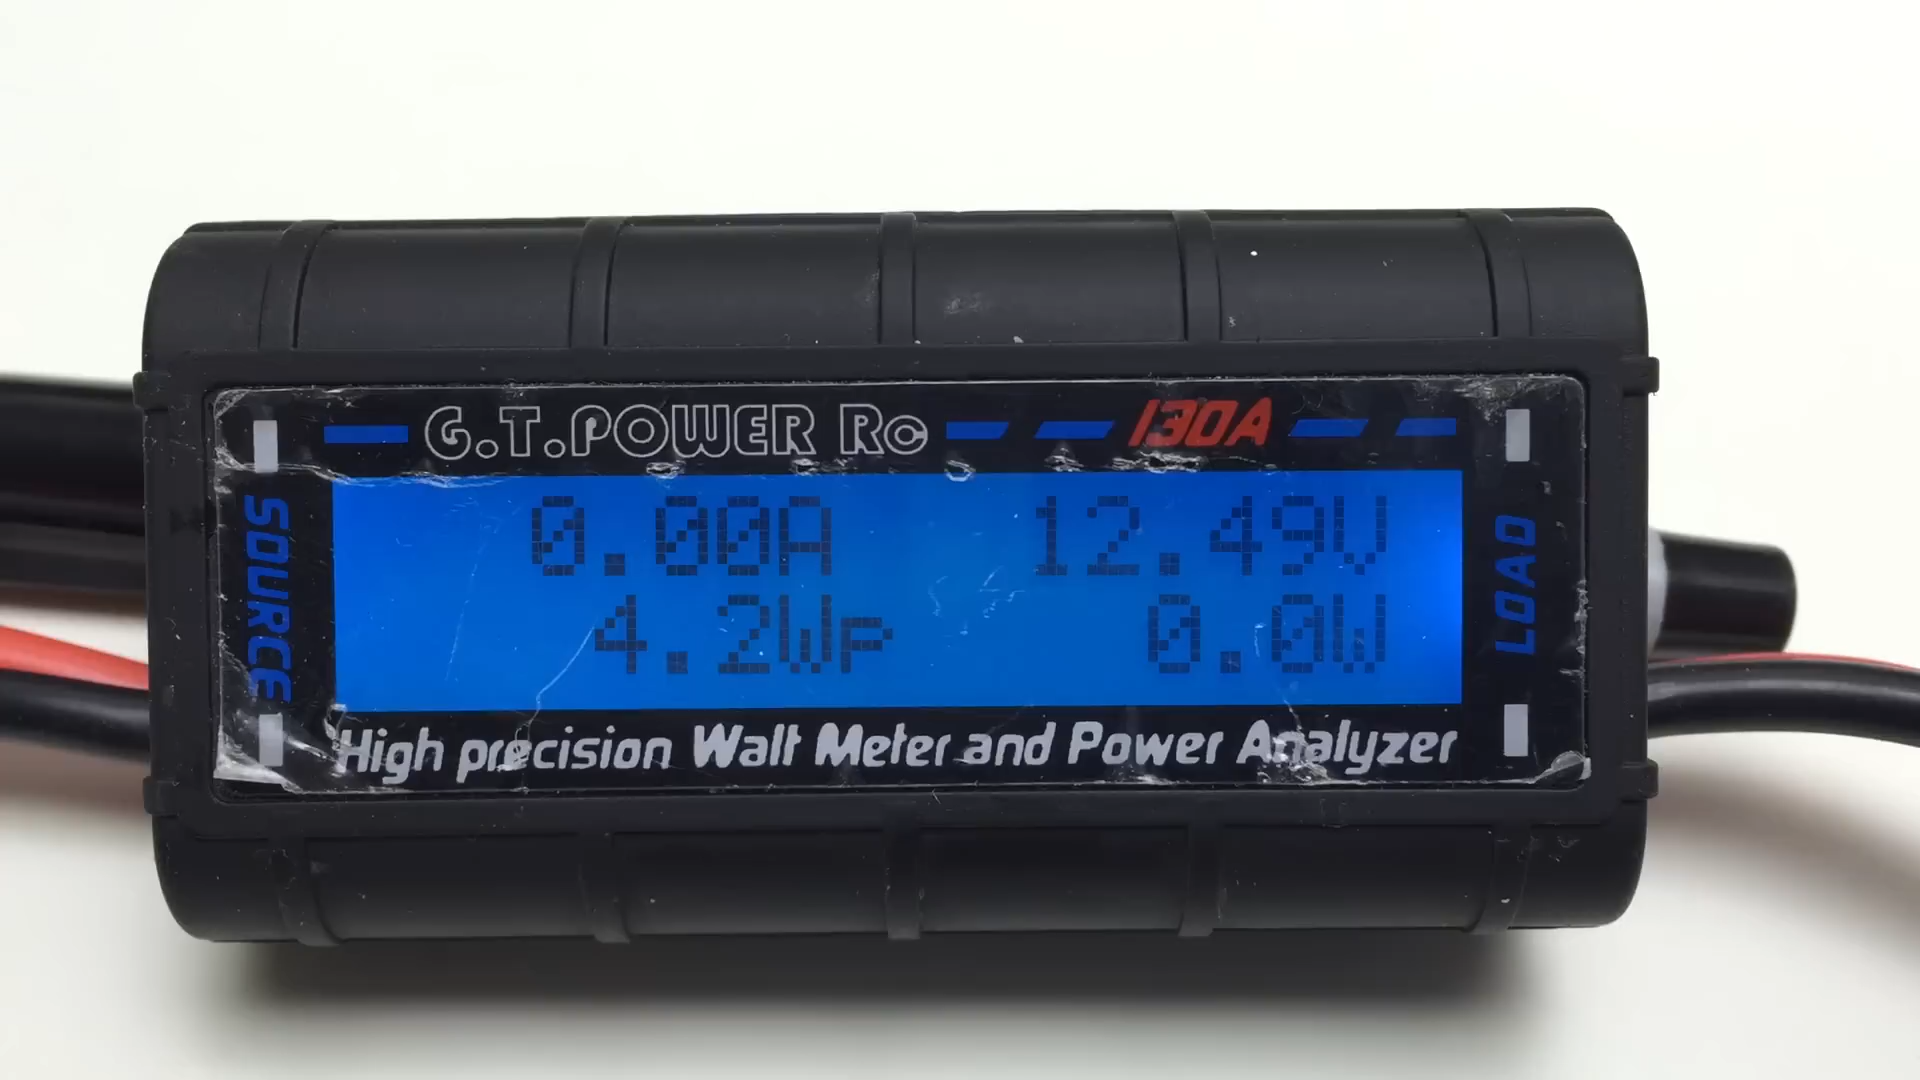 G.T.POWER RC 130A
SOURCE
0.00A 12.49V
4.2Wp 0.0W
LOAD
High precision Watt Meter and Power Analyzer